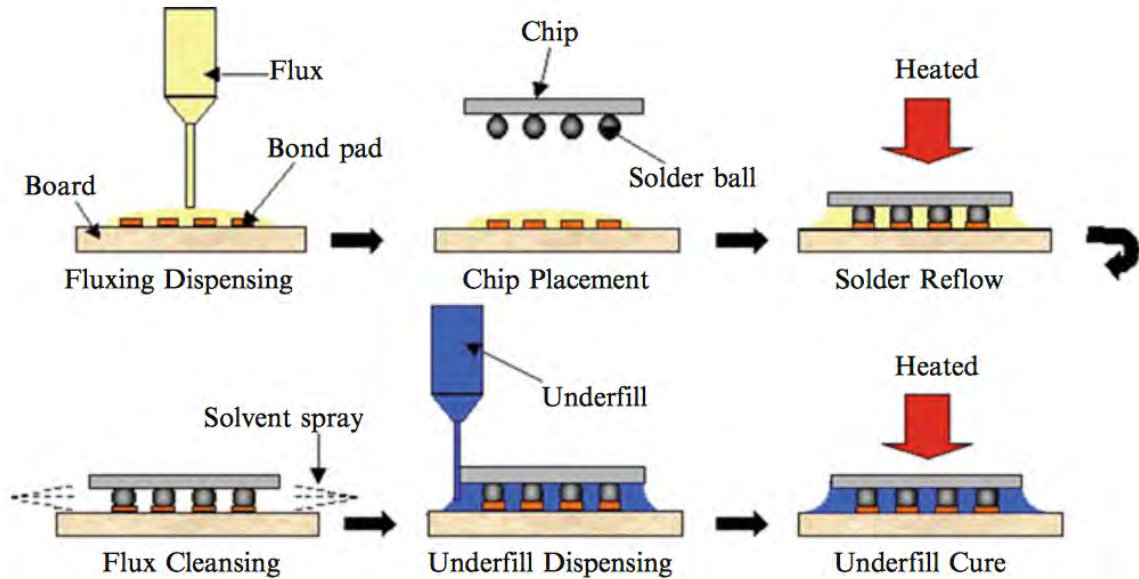 Chip
Flux
Heated
Bond pad
Solder ball
Board
Fluxing Dispensing
Chip Placement
Solder Reflow
Underfill
Heated
Solvent spray
Flux Cleansing
Underfill Dispensing
Underfill Cure